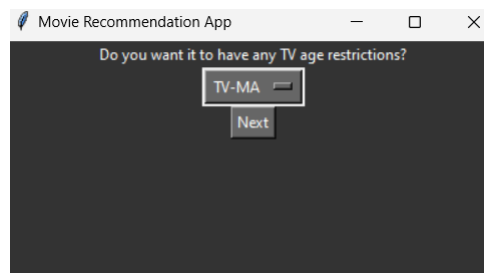 Movie Recommendation App
Do you want it to have any TV age restrictions?
TV-MA
Next